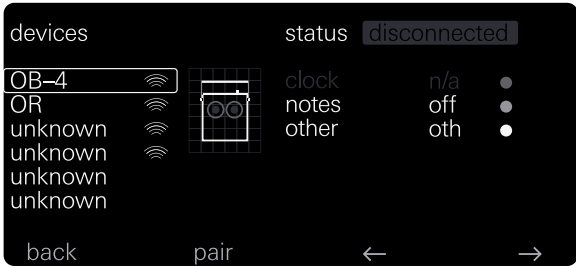 devices
status disconnected
OB–4
OR
unknown
unknown
unknown
unknown
clock n/a
notes off
other oth
back pair ← →